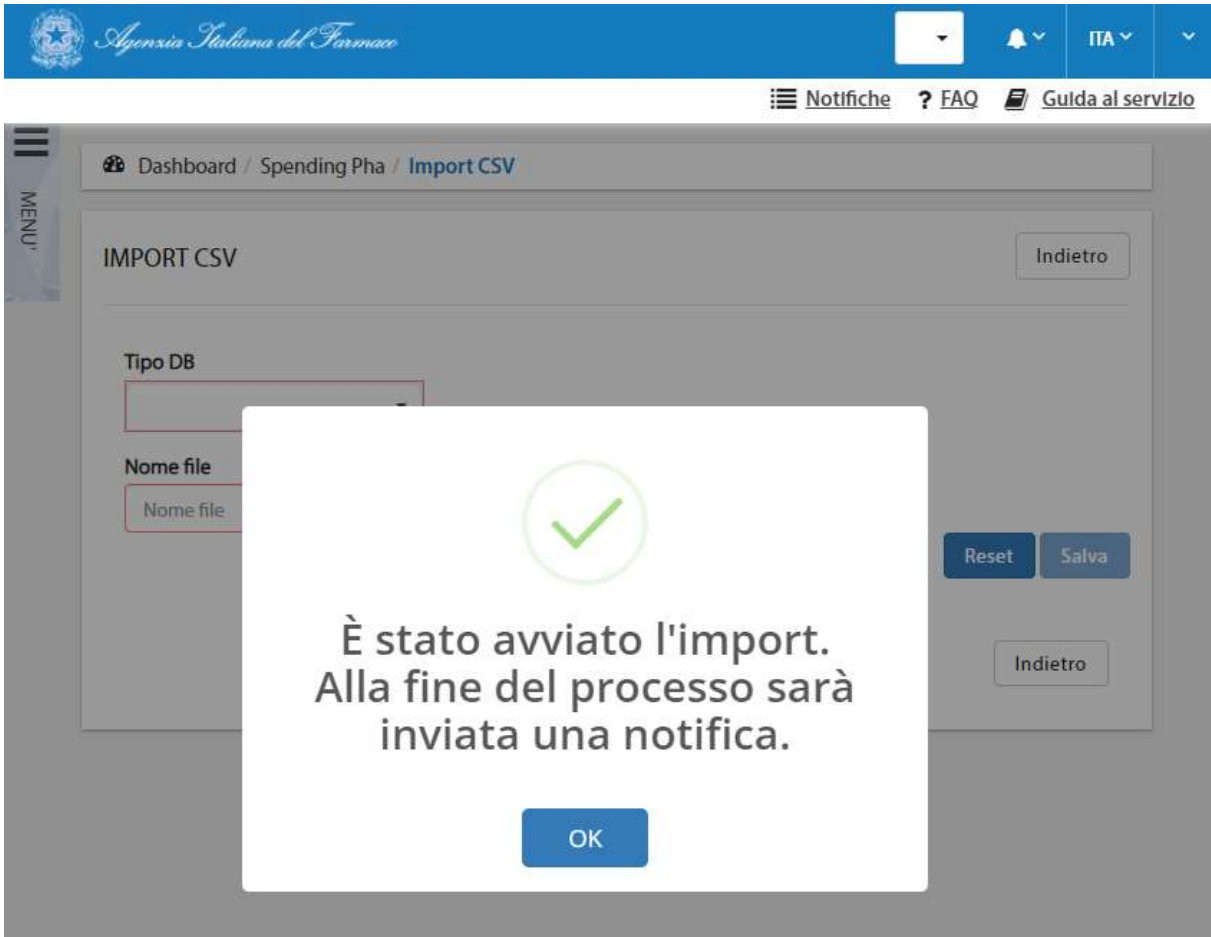 Agenzia Italiana del Farmaco
ITA
Notifiche ? FAQ Guida al servizio
MENU'
Dashboard / Spending Pha / Import CSV
IMPORT CSV
Indietro
Tipo DB
Nome file
Nome file
Reset Salva
È stato avviato l'import.
Alla fine del processo sarà
inviata una notifica.
Indietro
OK